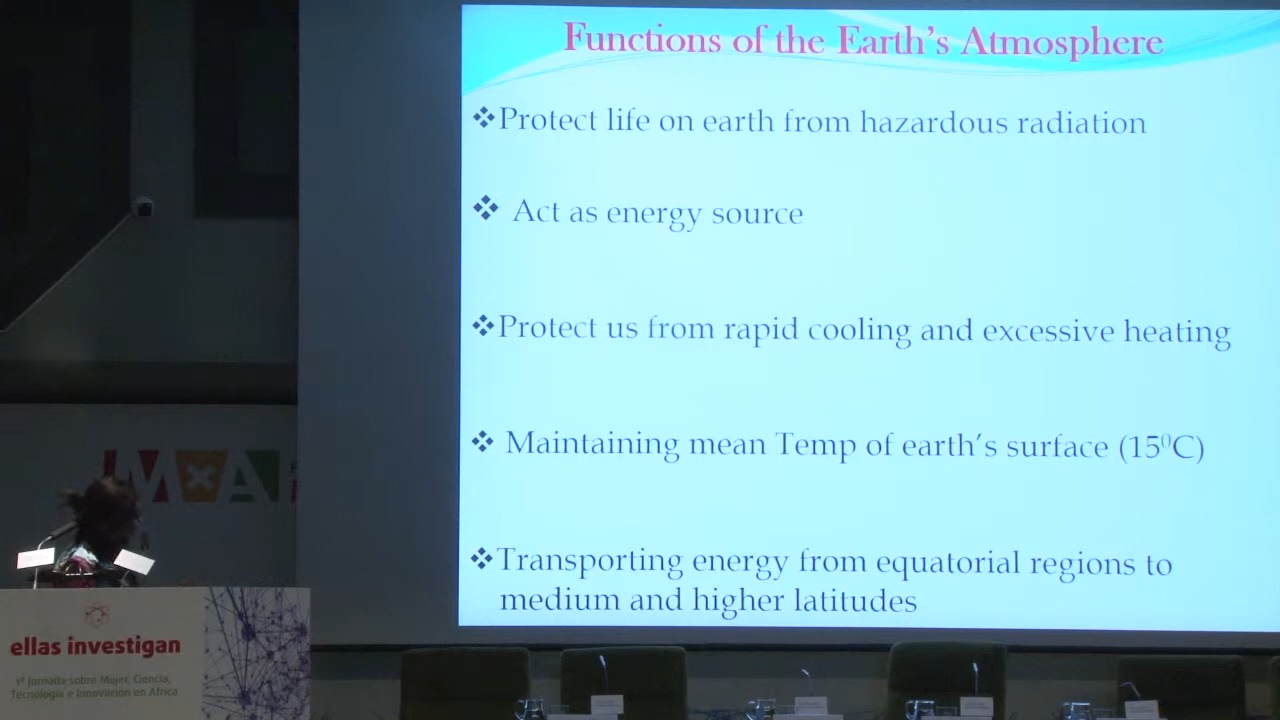 Functions of the Earth's Atmosphere
❖Protect life on earth from hazardous radiation
❖ Act as energy source
❖Protect us from rapid cooling and excessive heating
❖ Maintaining mean Temp of earth's surface (15⁰C)
❖Transporting energy from equatorial regions to
medium and higher latitudes
M×A
ellas investigan
1ª Jornada sobre Mujer, Ciencia,
Tecnología e Innovación en África